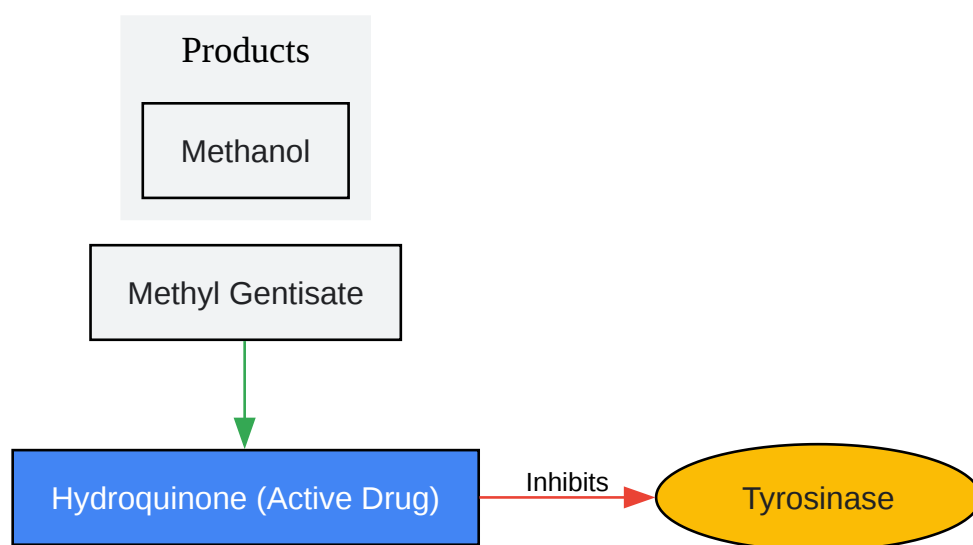 Products
Methanol
Methyl Gentisate
Hydroquinone (Active Drug)
Inhibits
Tyrosinase